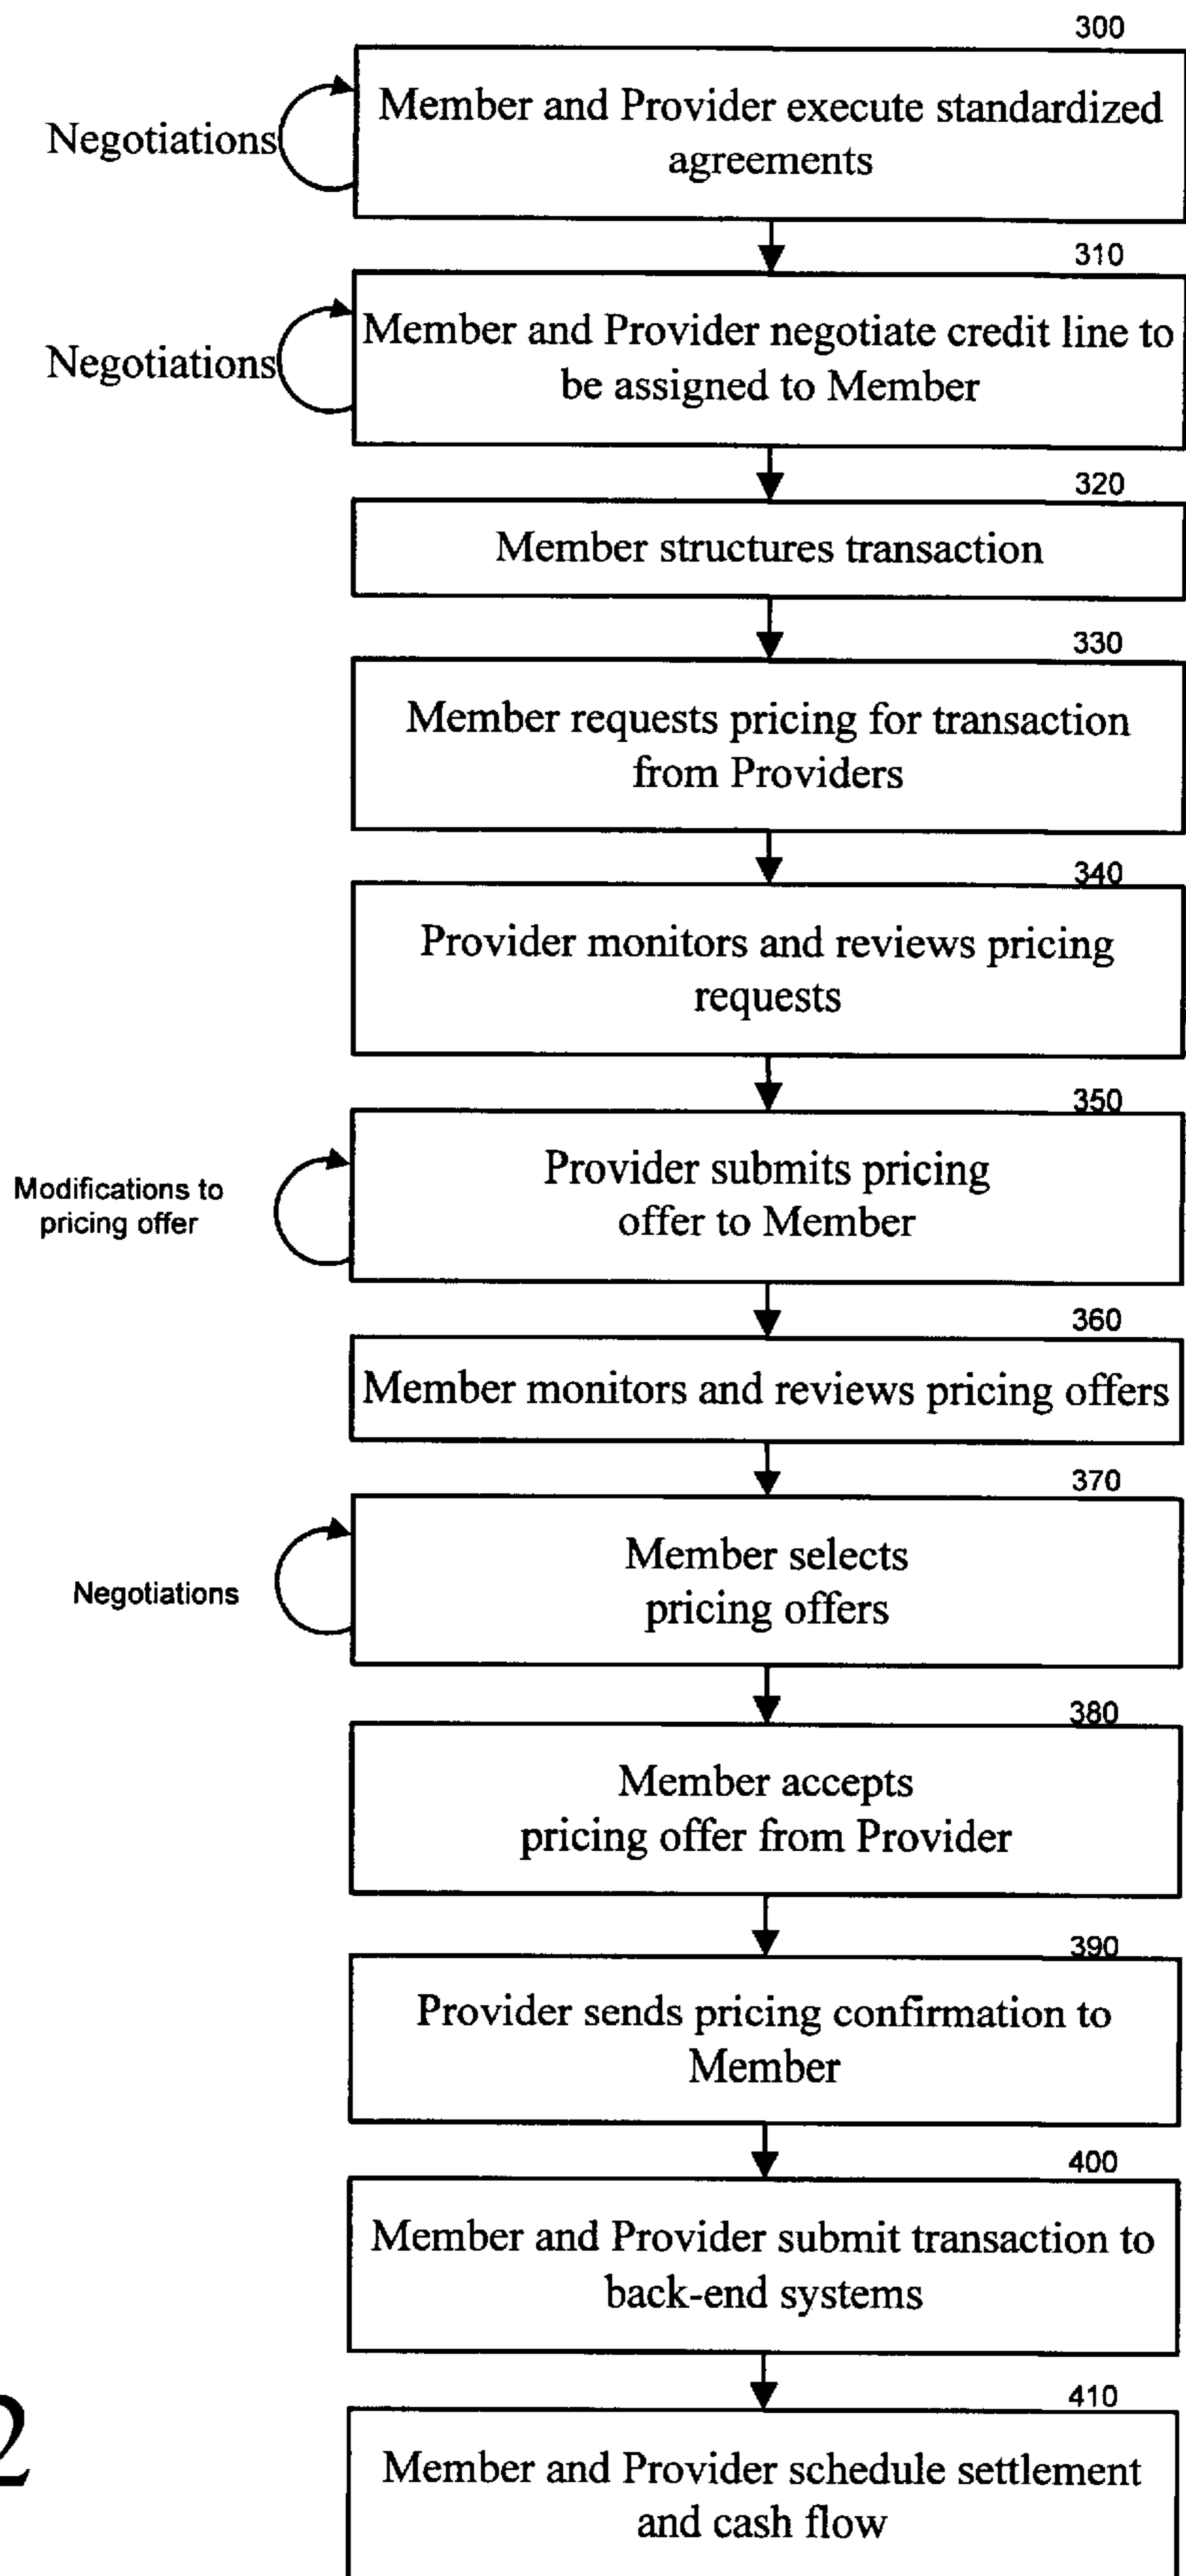 300
Member and Provider execute standardized
agreements
Negotiations
310
Member and Provider negotiate credit line to
be assigned to Member
Negotiations
320
Member structures transaction
330
Member requests pricing for transaction
from Providers
340
Provider monitors and reviews pricing
requests
350
Provider submits pricing
offer to Member
Modifications to
pricing offer
360
Member monitors and reviews pricing offers
370
Member selects
pricing offers
Negotiations
380
Member accepts
pricing offer from Provider
390
Provider sends pricing confirmation to
Member
400
Member and Provider submit transaction to
back-end systems
410
Member and Provider schedule settlement
and cash flow
2